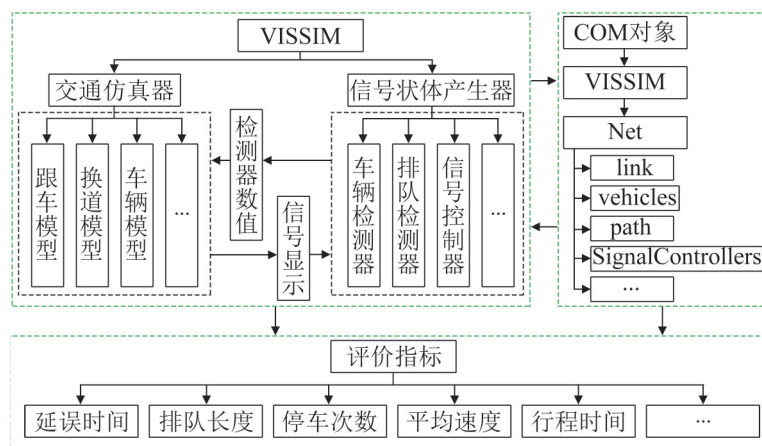 VISSIM
交通仿真器
信号状体产生器
跟车模型
换道模型
车辆模型
...
检测器数值
信号显示
车辆检测器
排队检测器
信号控制器
...
COM对象
VISSIM
Net
link
vehicles
path
SignalControllers
...
评价指标
延误时间
排队长度
停车次数
平均速度
行程时间
...